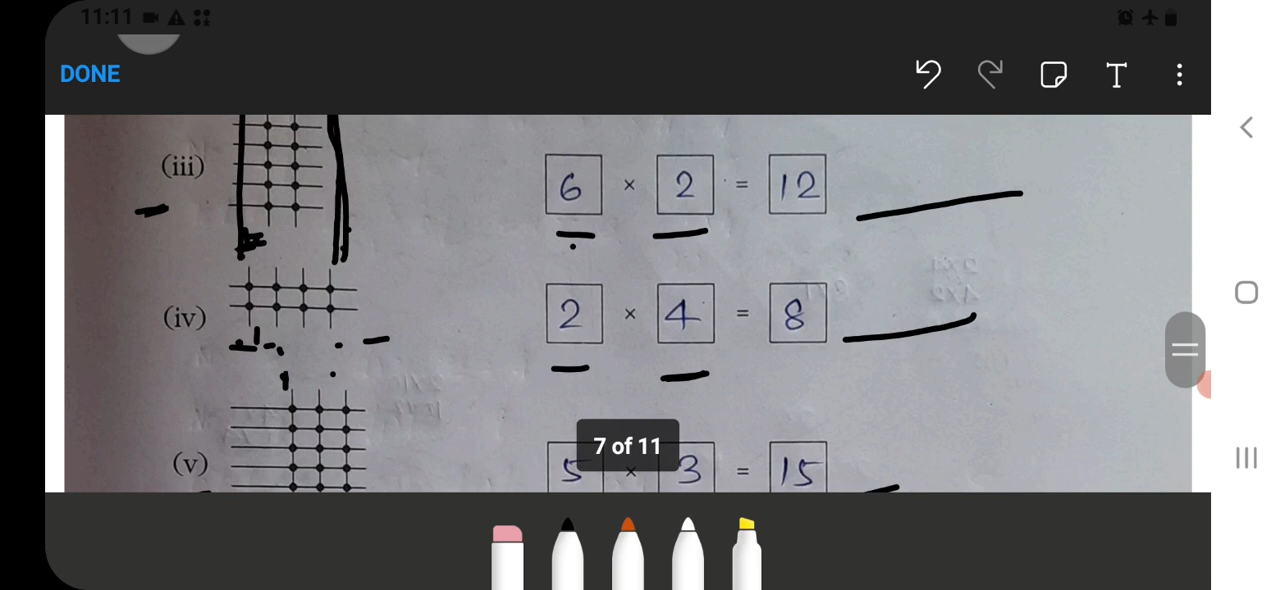 11:11
DONE
T
(iii) 6 × 2 = 12
(iv) 2 × 4 = 8
7 of 11
(v) 5 × 3 = 15